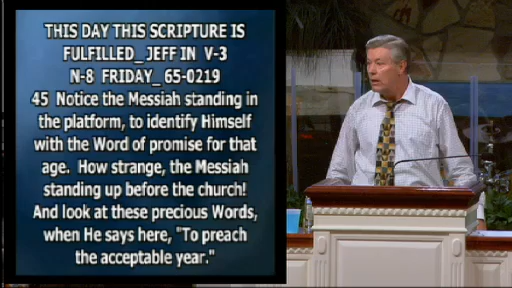 THIS DAY THIS SCRIPTURE IS
FULFILLED_ JEFF IN  V-3
N-8  FRIDAY_ 65-0219
45  Notice the Messiah standing in
the platform, to identify Himself
with the Word of promise for that
age.  How strange, the Messiah
standing up before the church!
And look at these precious Words,
when He says here, "To preach
the acceptable year."